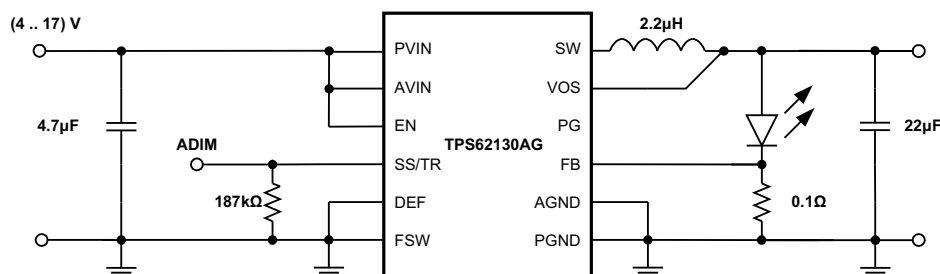 (4 .. 17) V
2.2µH
PVIN
SW
AVIN
VOS
4.7µF
EN
PG
22µF
TPS62130AG
ADIM
SS/TR
FB
187kΩ
DEF
AGND
0.1Ω
FSW
PGND